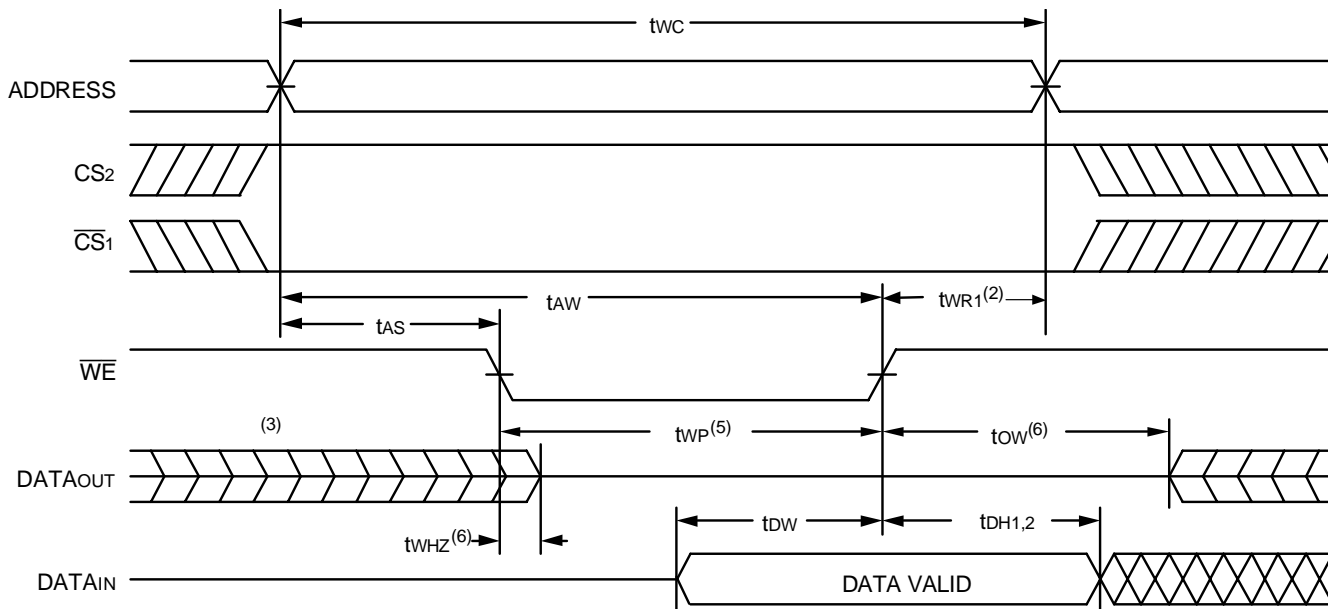 tWC
ADDRESS
CS2
CS1
tAW
tWR1(2)
tAS
WE
(3)
tWP(5)
tOW(6)
DATAOUT
tDW
tDH1,2
tWHZ(6)
DATAIN
DATA VALID